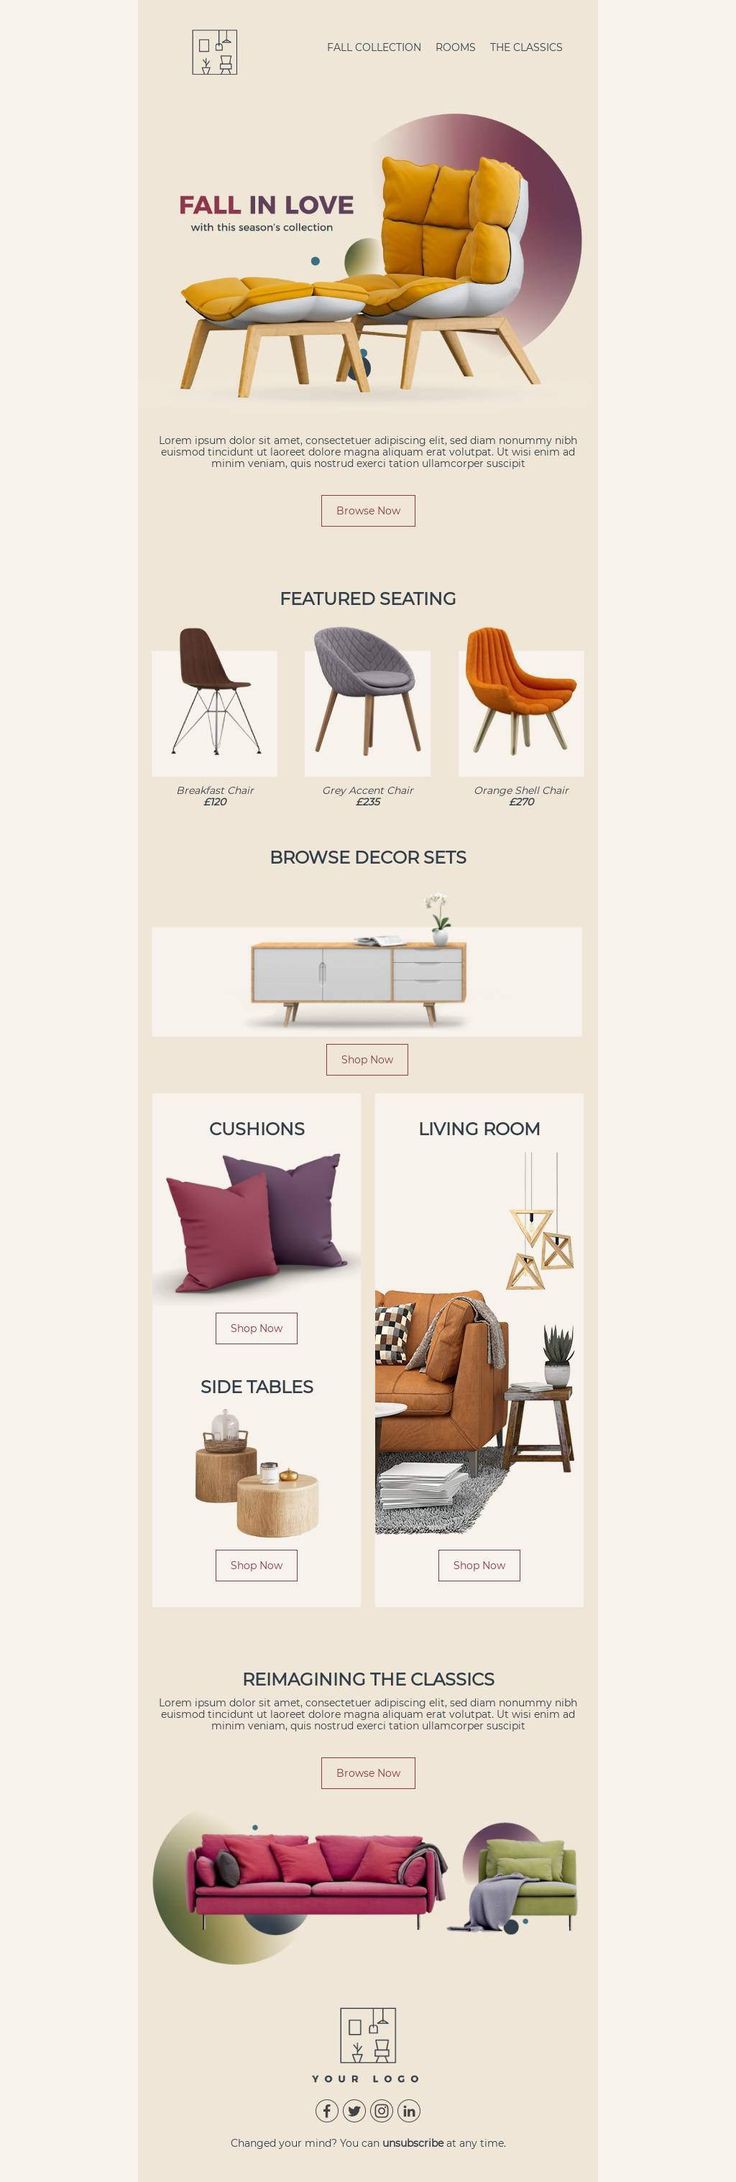 FALL COLLECTION ROOMS THE CLASSICS
FALL IN LOVE
with this season's collection
Lorem ipsum dolor sit amet, consectetuer adipiscing elit, sed diam nonummy nibh
euismod tincidunt ut laoreet dolore magna aliquam erat volutpat. Ut wisi enim ad
minim veniam, quis nostrud exerci tation ullamcorper suscipit
Browse Now
FEATURED SEATING
Breakfast Chair
£120
Grey Accent Chair
£235
Orange Shell Chair
£270
BROWSE DECOR SETS
Shop Now
CUSHIONS
Shop Now
SIDE TABLES
Shop Now
LIVING ROOM
Shop Now
REIMAGINING THE CLASSICS
Lorem ipsum dolor sit amet, consectetuer adipiscing elit, sed diam nonummy nibh
euismod tincidunt ut laoreet dolore magna aliquam erat volutpat. Ut wisi enim ad
minim veniam, quis nostrud exerci tation ullamcorper suscipit
Browse Now
YOUR LOGO
Changed your mind? You can unsubscribe at any time.